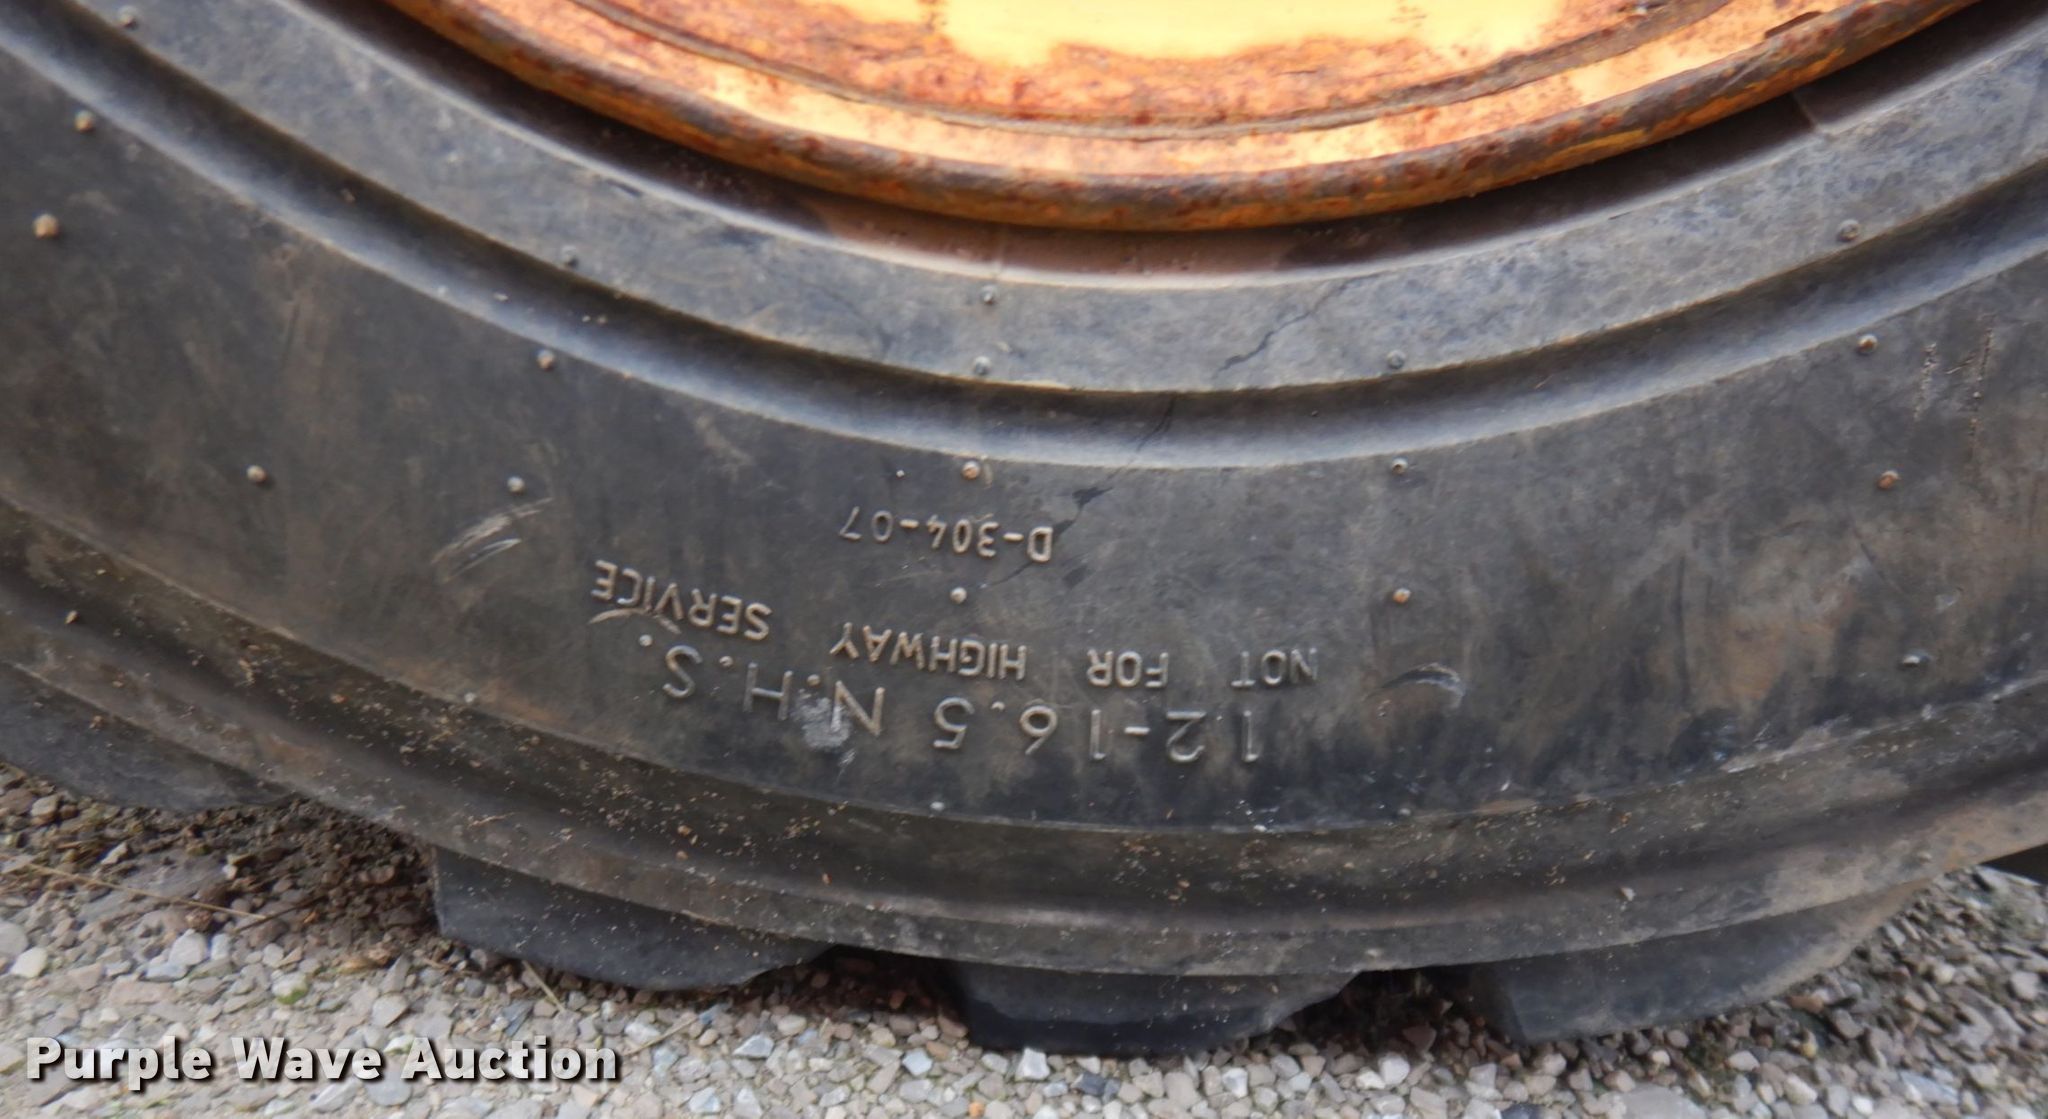 12-16.5 N.H.S.
NOT FOR HIGHWAY SERVICE
D-304-07
Purple Wave Auction